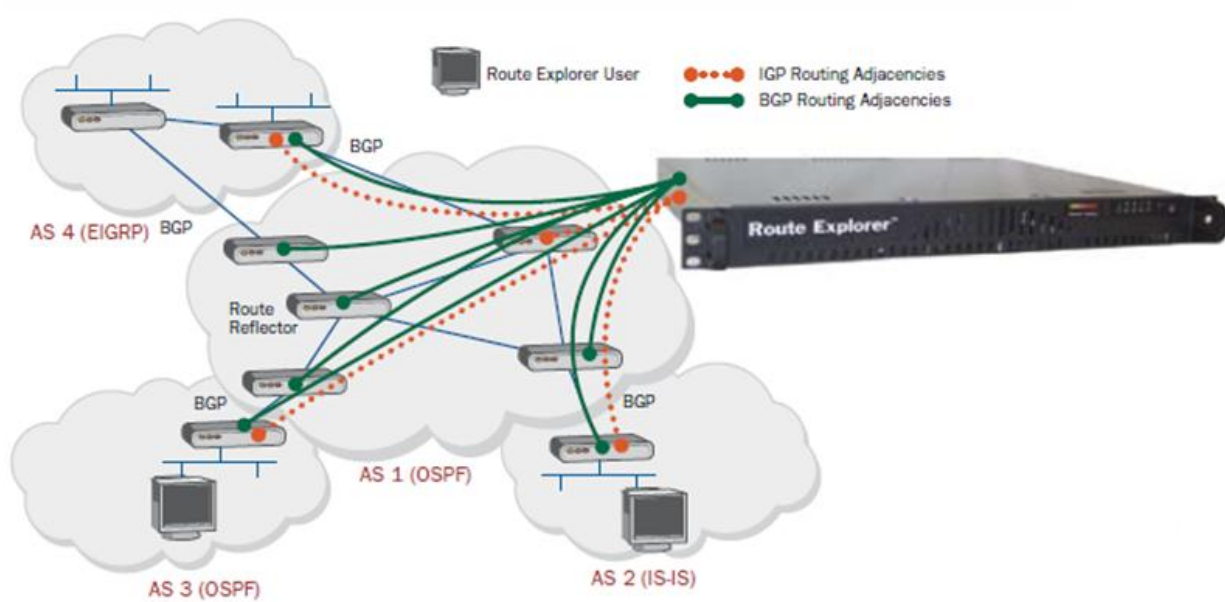 Route Explorer User
IGP Routing Adjacencies
BGP Routing Adjacencies
BGP
AS 4 (EIGRP)
BGP
Route Explorer™
Route
Reflector
BGP
BGP
AS 1 (OSPF)
AS 3 (OSPF)
AS 2 (IS-IS)